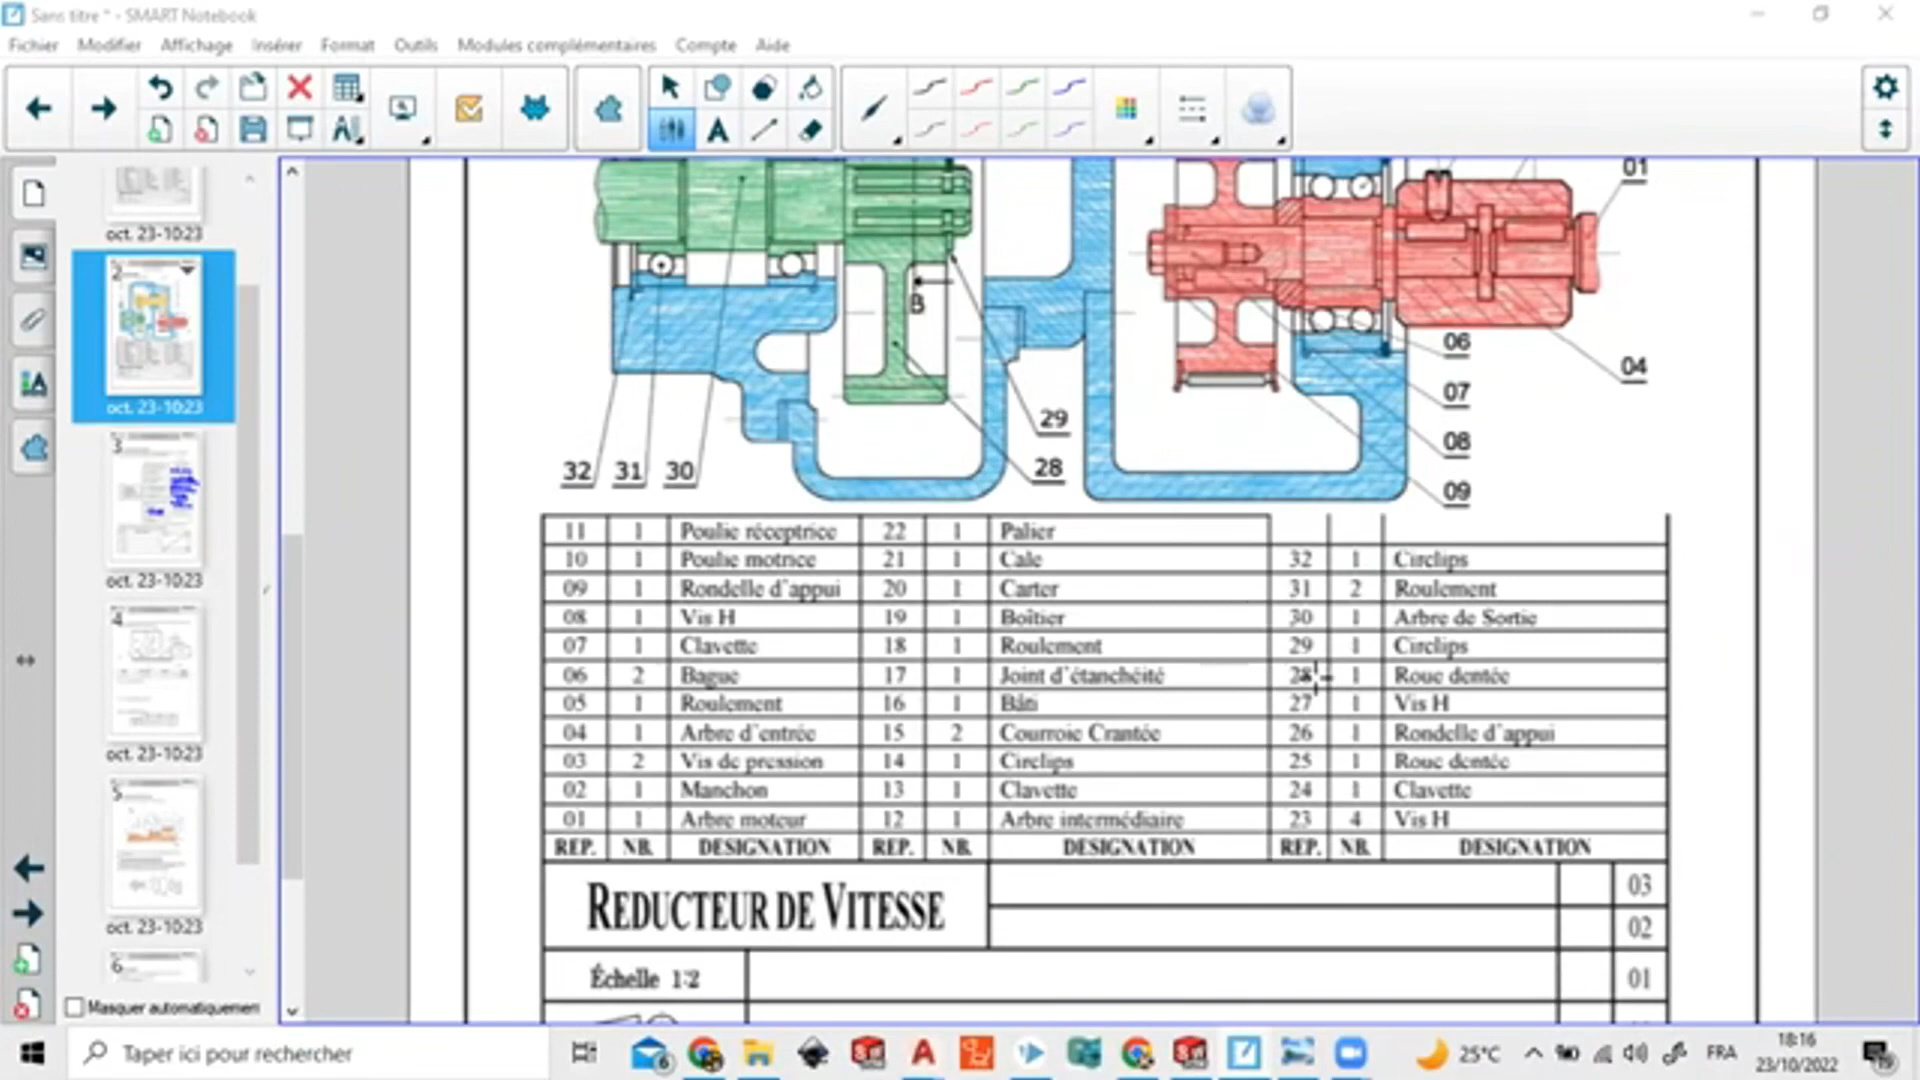 Sans titre * - SMART Notebook
Fichier Modifier Affichage Insérer Format Outils Modules complémentaires Compte Aide
oct. 23-10:23
2
oct. 23-10:23
3
oct. 23-10:23
4
oct. 23-10:23
5
oct. 23-10:23
6
Masquer automatiquemen
01
B
06
04
07
29
08
32 31 30
28
09
11 1 Poulie réceptrice 22 1 Palier
10 1 Poulie motrice 21 1 Cale 32 1 Circlips
09 1 Rondelle d'appui 20 1 Carter 31 2 Roulement
08 1 Vis H 19 1 Boîtier 30 1 Arbre de Sortie
07 1 Clavette 18 1 Roulement 29 1 Circlips
06 2 Bague 17 1 Joint d'étanchéité 28 1 Roue dentée
05 1 Roulement 16 1 Bâti 27 1 Vis H
04 1 Arbre d'entrée 15 2 Courroie Crantée 26 1 Rondelle d'appui
03 2 Vis de pression 14 1 Circlips 25 1 Roue dentée
02 1 Manchon 13 1 Clavette 24 1 Clavette
01 1 Arbre moteur 12 1 Arbre intermédiaire 23 4 Vis H
REP. NB. DESIGNATION REP. NB. DESIGNATION REP. NB. DESIGNATION
REDUCTEUR DE VITESSE
03
02
Échelle 1:2
01
Taper ici pour rechercher
25°C
FRA
18:16
23/10/2022